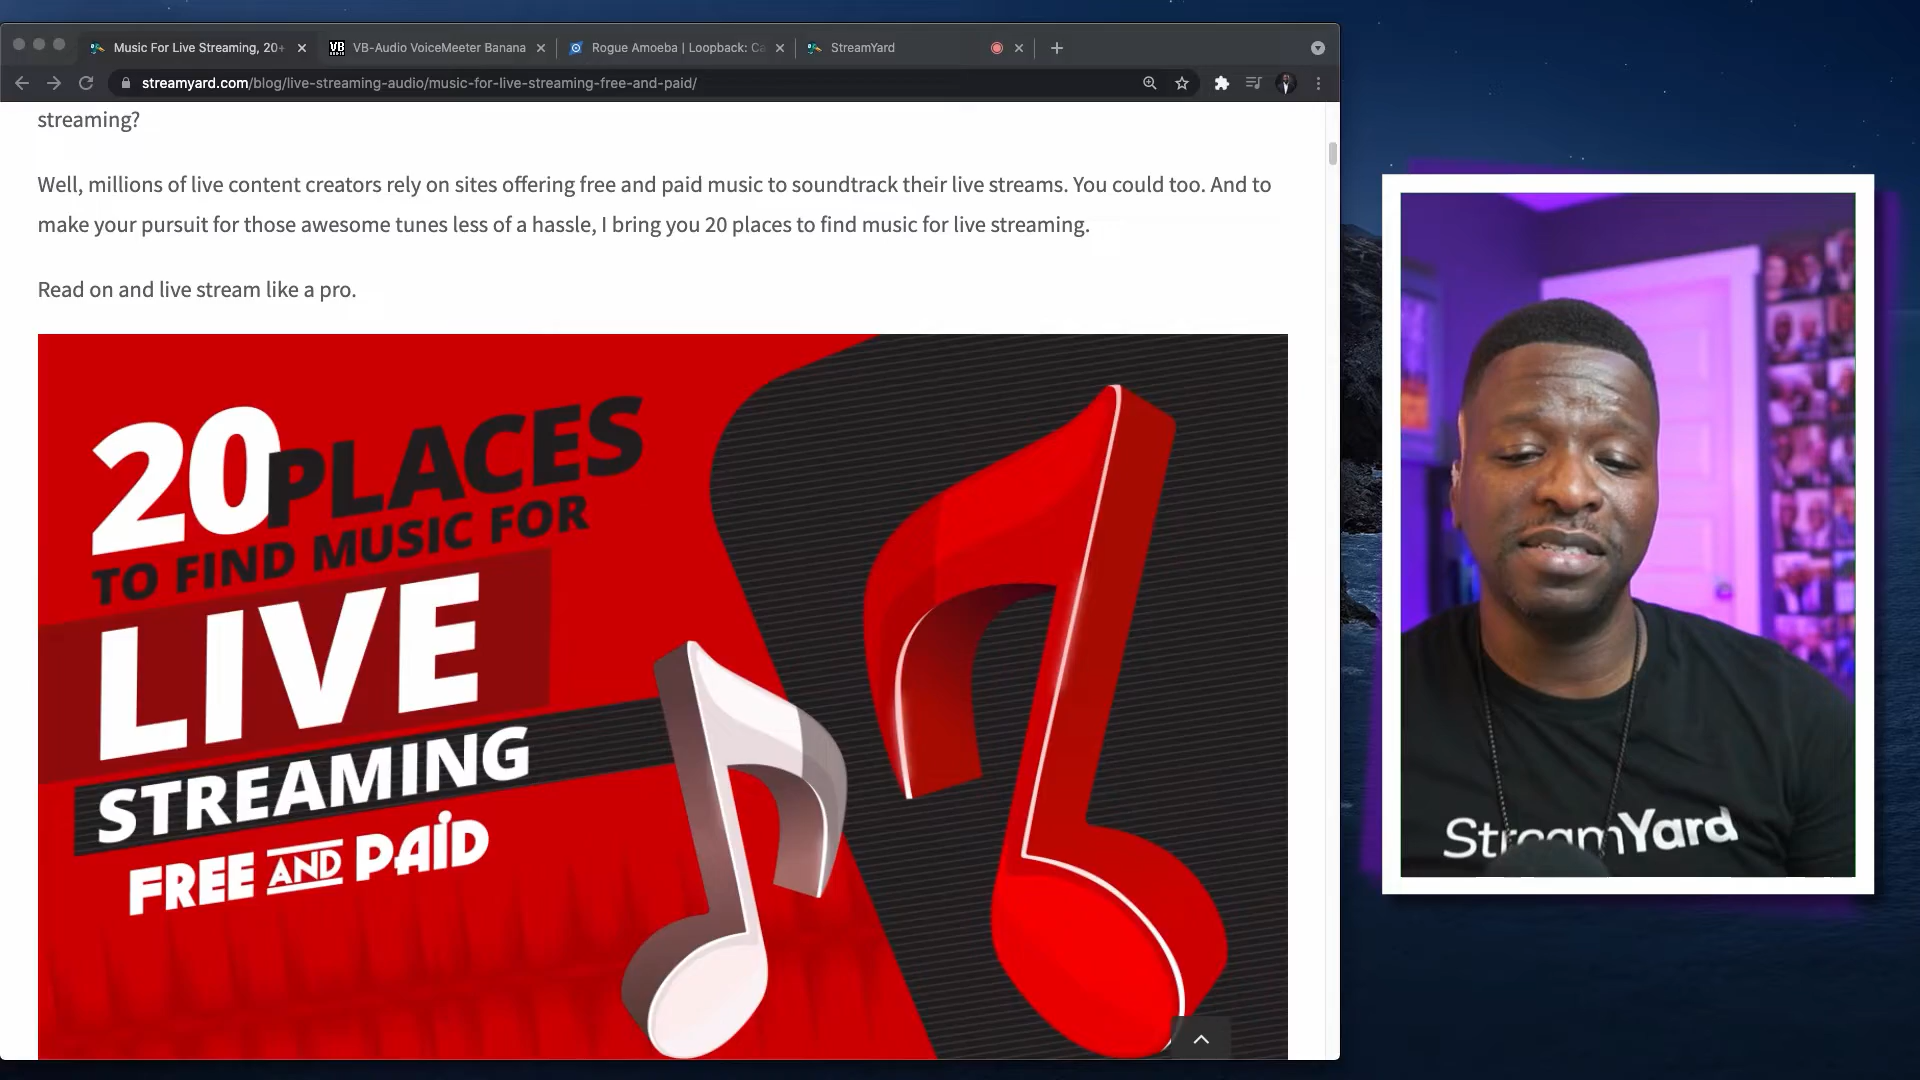 Music For Live Streaming, 20+
VB-Audio VoiceMeeter Banana
Rogue Amoeba | Loopback: Ca
StreamYard
streamyard.com/blog/live-streaming-audio/music-for-live-streaming-free-and-paid/
streaming?
Well, millions of live content creators rely on sites offering free and paid music to soundtrack their live streams. You could too. And to
make your pursuit for those awesome tunes less of a hassle, I bring you 20 places to find music for live streaming.
Read on and live stream like a pro.
20 PLACES
TO FIND MUSIC FOR
LIVE
STREAMING
FREE AND PAID
StreamYard